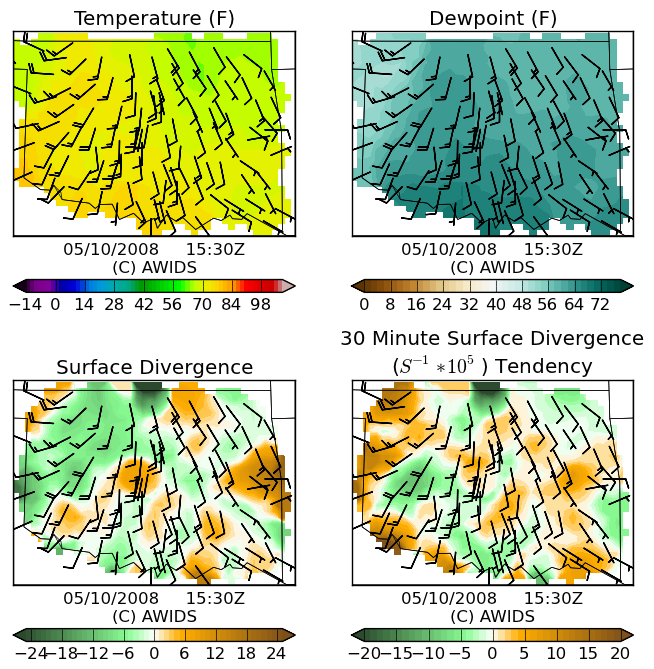 Temperature (F)
Dewpoint (F)
05/10/2008 15:30Z
(C) AWIDS
05/10/2008 15:30Z
(C) AWIDS
−14 0 14 28 42 56 70 84 98
0 8 16 24 32 40 48 56 64 72
Surface Divergence
30 Minute Surface Divergence
(S⁻¹ *10⁵ ) Tendency
05/10/2008 15:30Z
(C) AWIDS
05/10/2008 15:30Z
(C) AWIDS
−24 −18 −12 −6 0 6 12 18 24
−20 −15 −10 −5 0 5 10 15 20